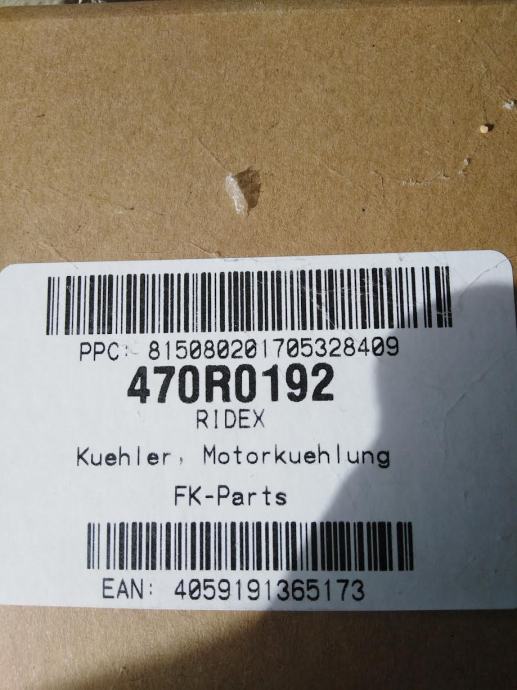 PPC: 815080201705328409
470R0192
RIDEX
Kuehler, Motorkuehlung
FK-Parts
EAN: 4059191365173